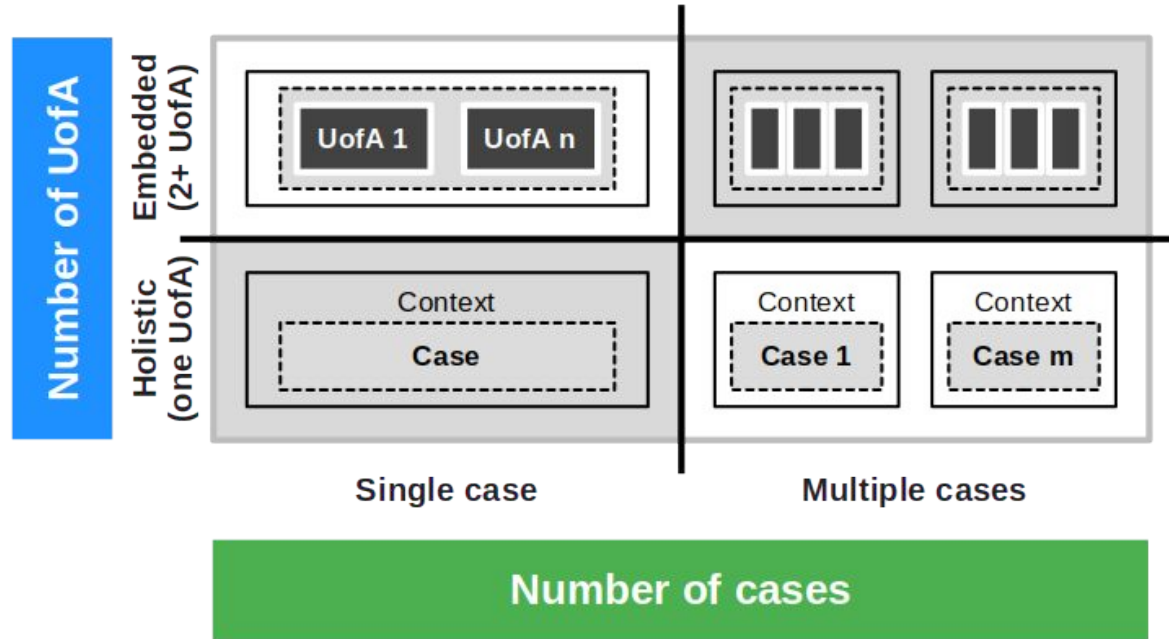 Number of UofA
Embedded
(2+ UofA)
UofA 1
UofA n
Holistic
(one UofA)
Context
Case
Context
Case 1
Context
Case m
Single case
Multiple cases
Number of cases